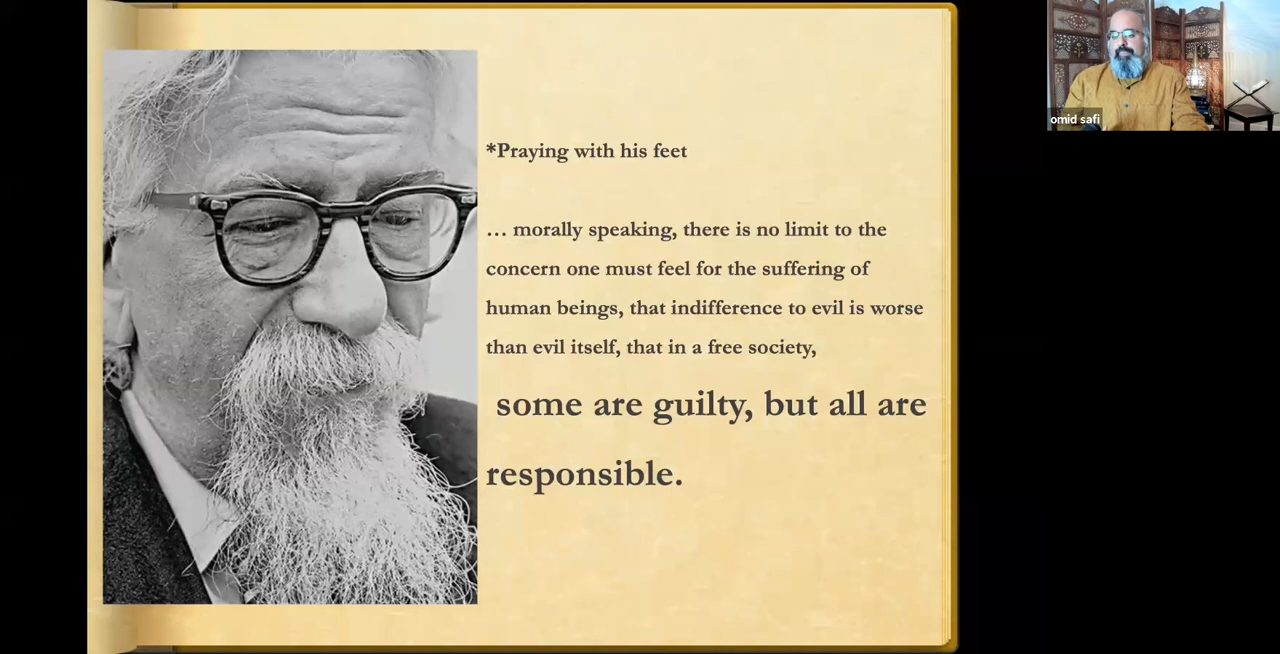 *Praying with his feet
… morally speaking, there is no limit to the
concern one must feel for the suffering of
human beings, that indifference to evil is worse
than evil itself, that in a free society,
some are guilty, but all are
responsible.
omid safi